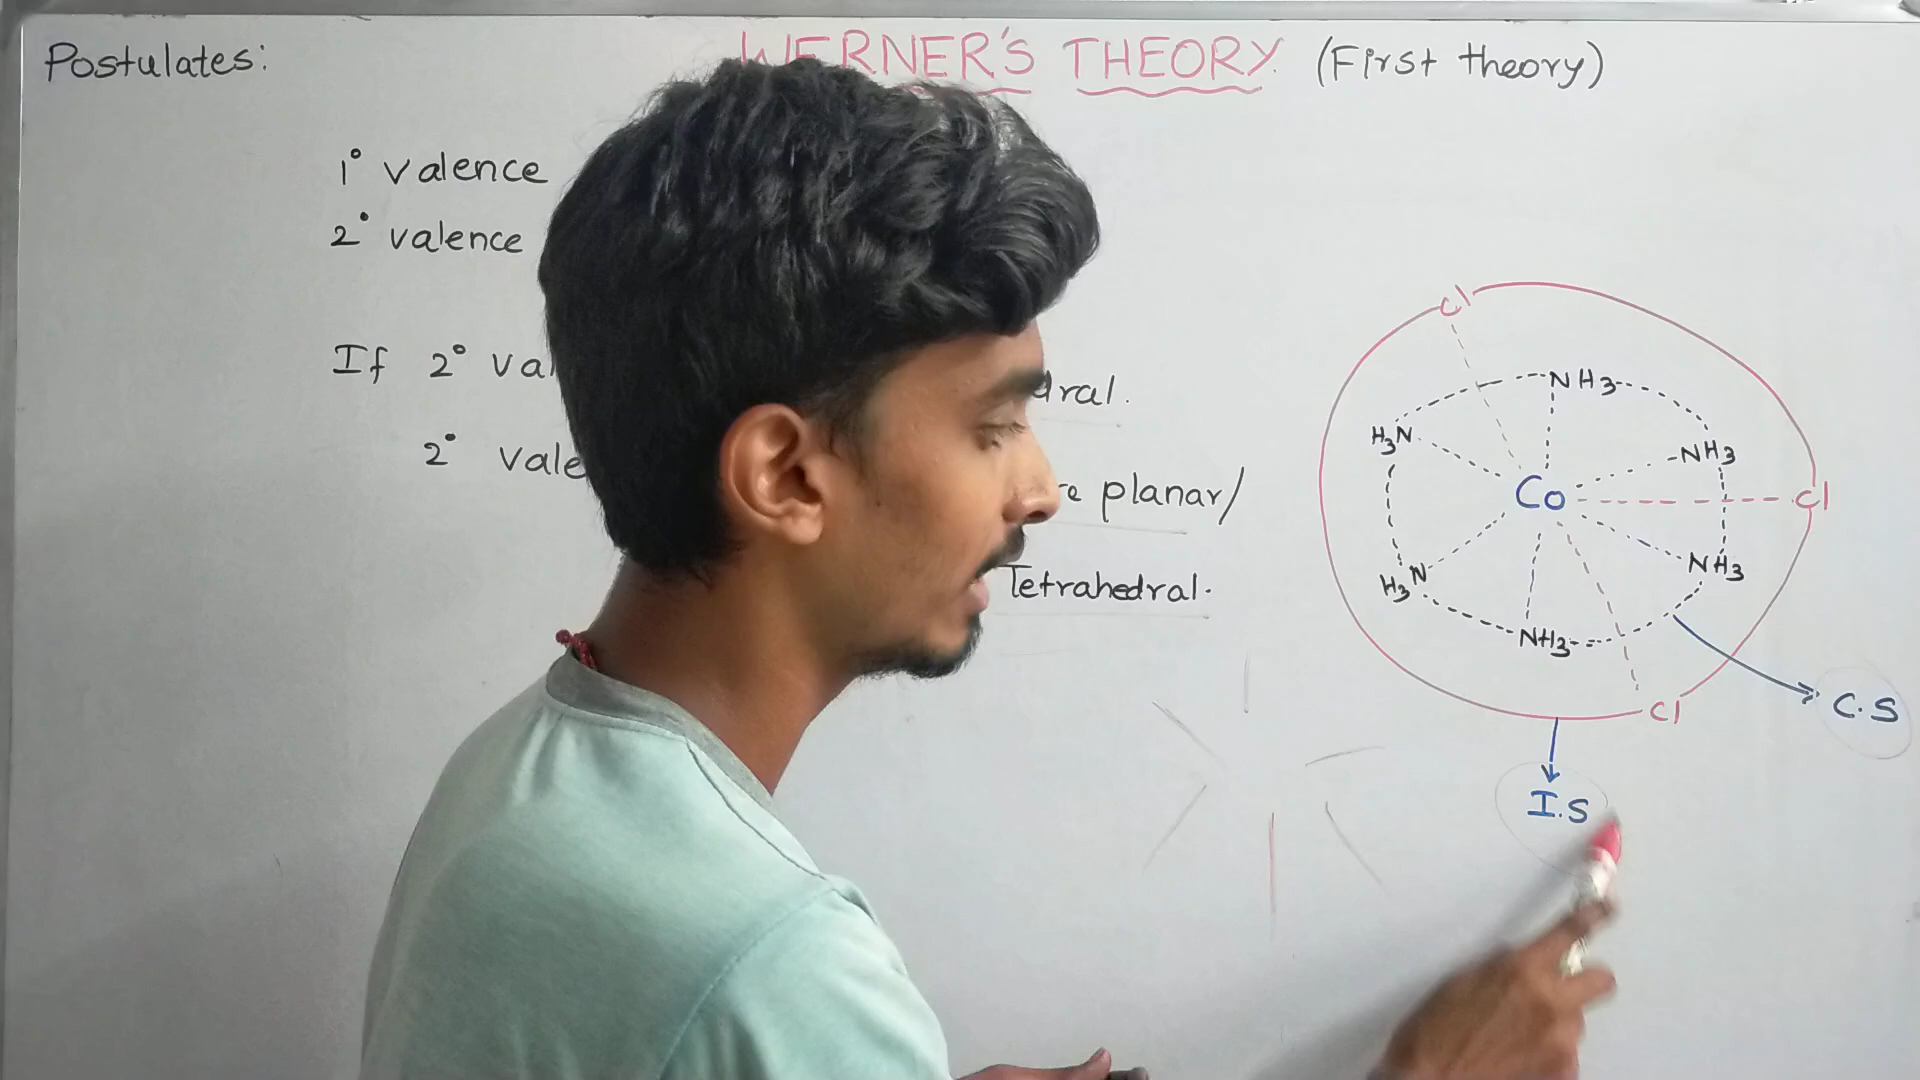 Postulates:
WERNER'S THEORY (First theory)
1° valence
2° valence
If 2° val
2° vale
dral.
re planar/
Tetrahedral.
Cl
NH3
H3N
NH3
Co
Cl
H3N
NH3
NH3
Cl
C.S
I.S